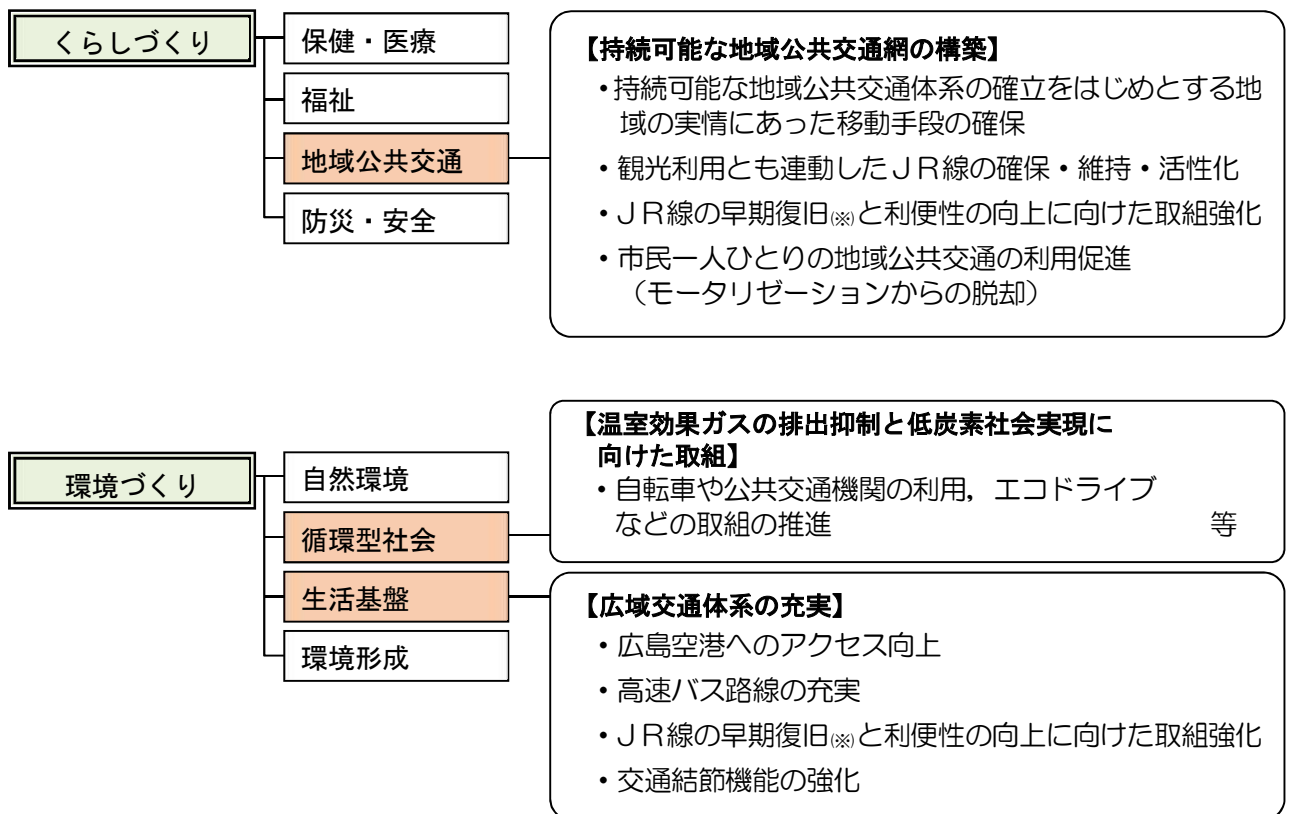 くらしづくり
保健・医療
福祉
地域公共交通
防災・安全
【持続可能な地域公共交通網の構築】
・持続可能な地域公共交通体系の確立をはじめとする地
域の実情にあった移動手段の確保
・観光利用とも連動したＪＲ線の確保・維持・活性化
・ＪＲ線の早期復旧(※)と利便性の向上に向けた取組強化
・市民一人ひとりの地域公共交通の利用促進
（モータリゼーションからの脱却）
環境づくり
自然環境
循環型社会
生活基盤
環境形成
【温室効果ガスの排出抑制と低炭素社会実現に
向けた取組】
・自転車や公共交通機関の利用，エコドライブ
などの取組の推進 等
【広域交通体系の充実】
・広島空港へのアクセス向上
・高速バス路線の充実
・ＪＲ線の早期復旧(※)と利便性の向上に向けた取組強化
・交通結節機能の強化